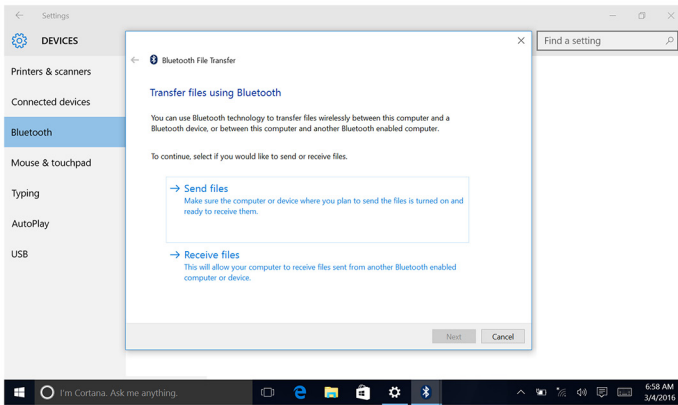 Settings
DEVICES
Find a setting
Printers & scanners
Connected devices
Bluetooth
Mouse & touchpad
Typing
AutoPlay
USB
Bluetooth File Transfer
Transfer files using Bluetooth
You can use Bluetooth technology to transfer files wirelessly between this computer and a
Bluetooth device, or between this computer and another Bluetooth enabled computer.
To continue, select if you would like to send or receive files.
Send files
Make sure the computer or device where you plan to send the files is turned on and
ready to receive them.
Receive files
This will allow your computer to receive files sent from another Bluetooth enabled
computer or device.
Next
Cancel
I'm Cortana. Ask me anything.
6:58 AM
3/4/2016